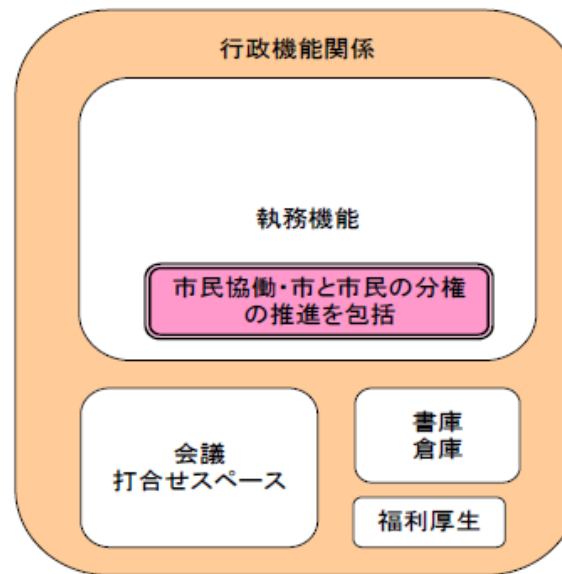 行政機能関係
執務機能
市民協働・市と市民の分権
の推進を包括
会議
打合せスペース
書庫
倉庫
福利厚生